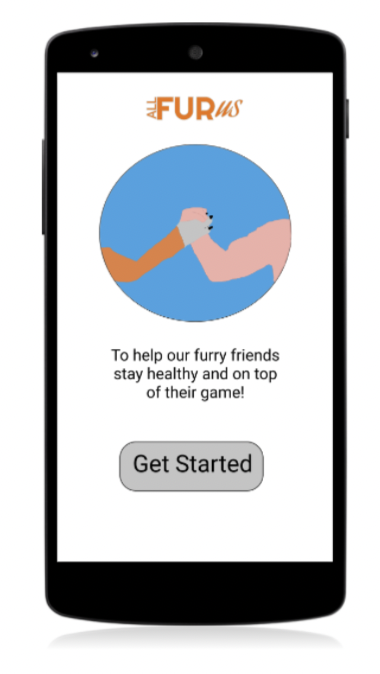 ALL FUR us
To help our furry friends
stay healthy and on top
of their game!
Get Started